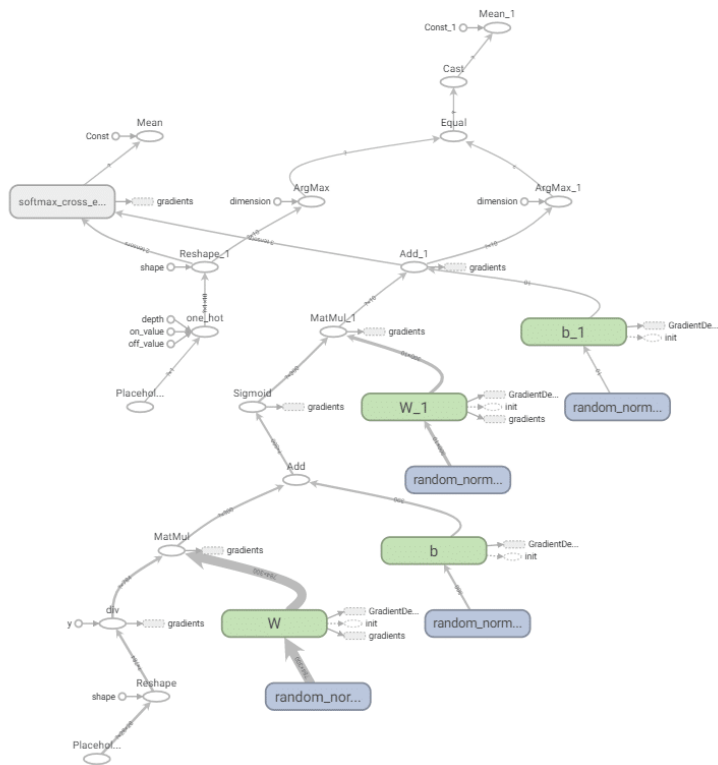 Mean_1
Const_1
Cast
Mean
Const
Equal
softmax_cross_e...
gradients
ArgMax
dimension
ArgMax_1
dimension
Reshape_1
shape
Add_1
gradients
depth
one_hot
on_value
off_value
MatMul_1
gradients
b_1
GradientDe...
init
Placehol...
Sigmoid
gradients
W_1
GradientDe...
init
gradients
random_norm...
Add
random_norm...
MatMul
gradients
b
GradientDe...
init
div
y
gradients
W
GradientDe...
init
gradients
random_norm...
Reshape
shape
random_nor...
Placehol...